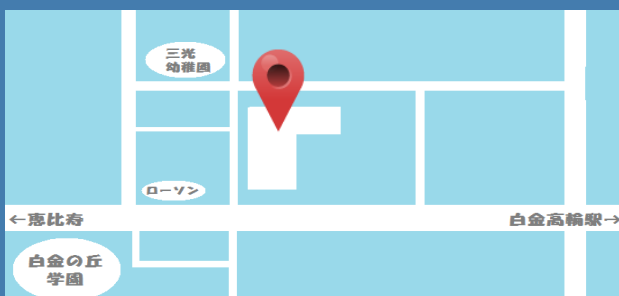 三光
幼稚園
ローソン
←恵比寿
白金高輪駅→
白金の丘
学園